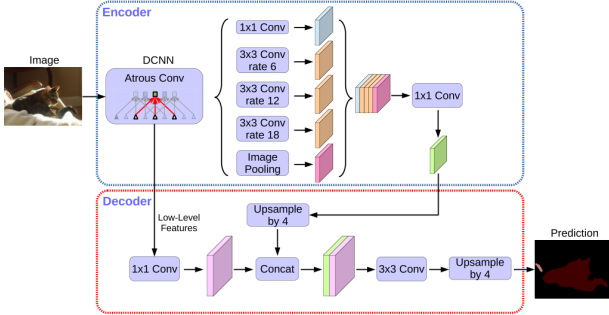 Encoder
Image
DCNN
Atrous Conv
1x1 Conv
3x3 Conv
rate 6
3x3 Conv
rate 12
3x3 Conv
rate 18
Image
Pooling
1x1 Conv
Decoder
Low-Level
Features
Upsample
by 4
1x1 Conv
Concat
3x3 Conv
Upsample
by 4
Prediction